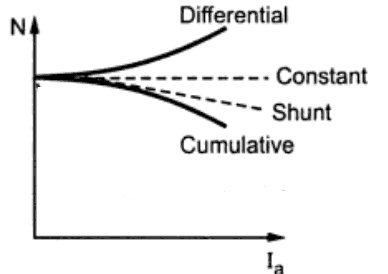 Differential
N
Constant
Shunt
Cumulative
Iₐ